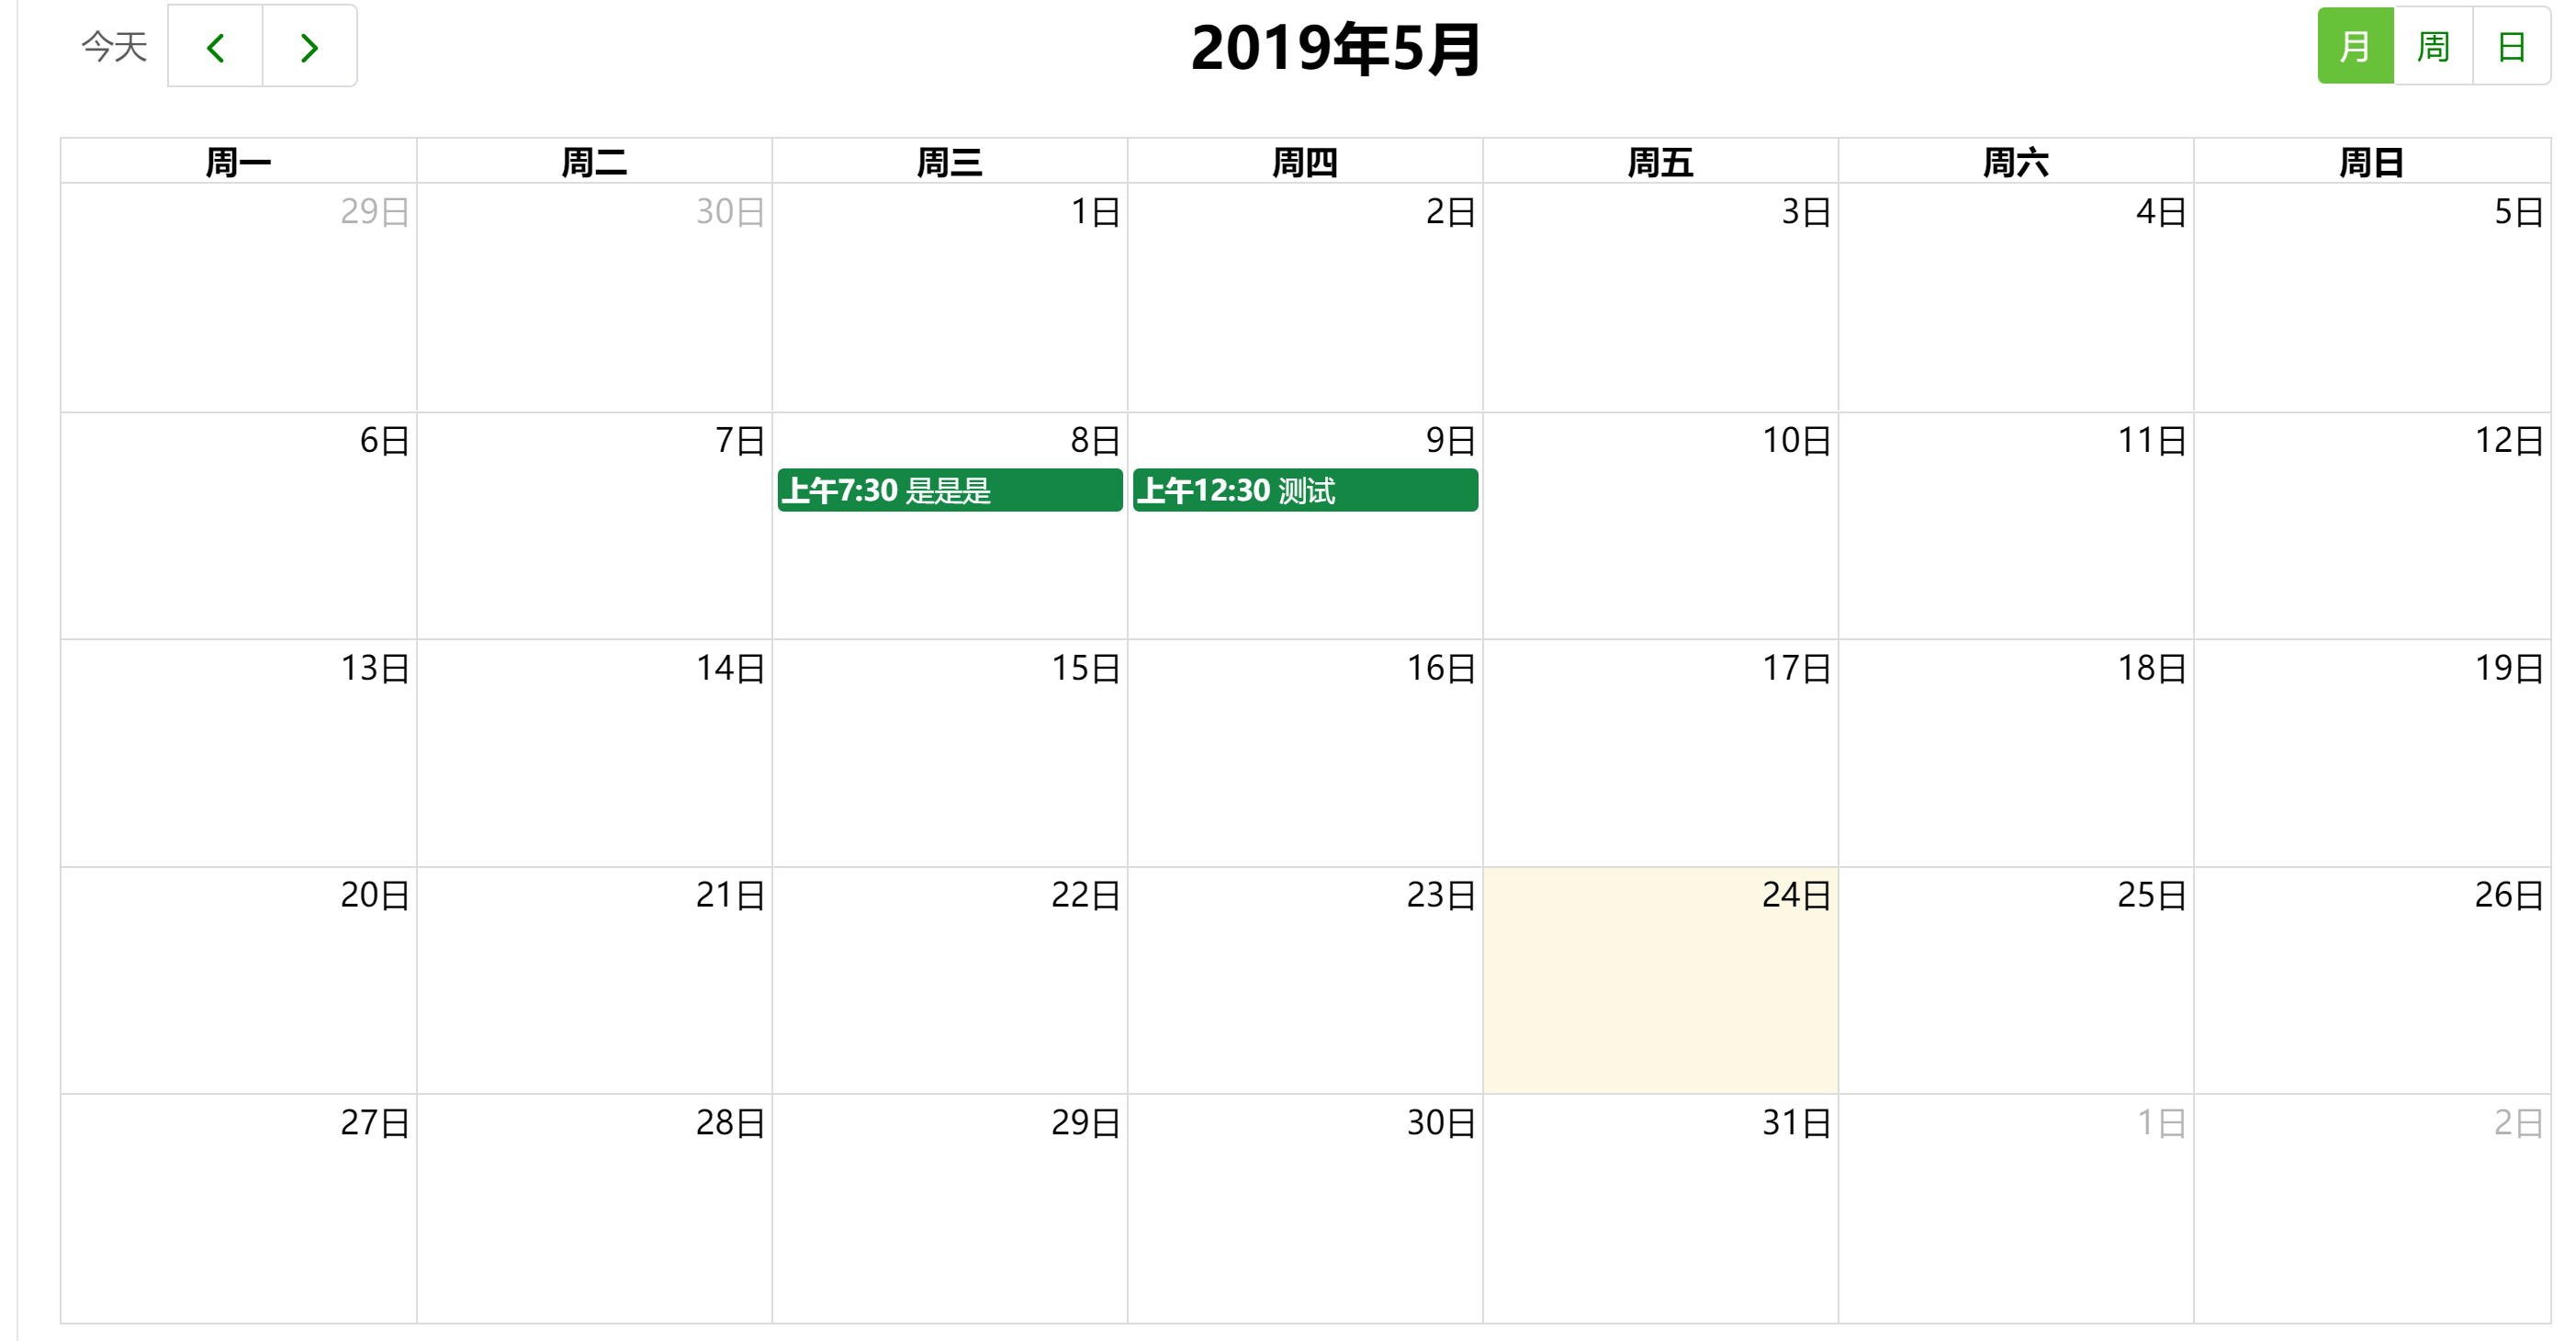 今天 2019年5月 月 周 日
周一 周二 周三 周四 周五 周六 周日
29日 30日 1日 2日 3日 4日 5日
6日 7日 8日 9日 10日 11日 12日
上午7:30 是是是 上午12:30 测试
13日 14日 15日 16日 17日 18日 19日
20日 21日 22日 23日 24日 25日 26日
27日 28日 29日 30日 31日 1日 2日